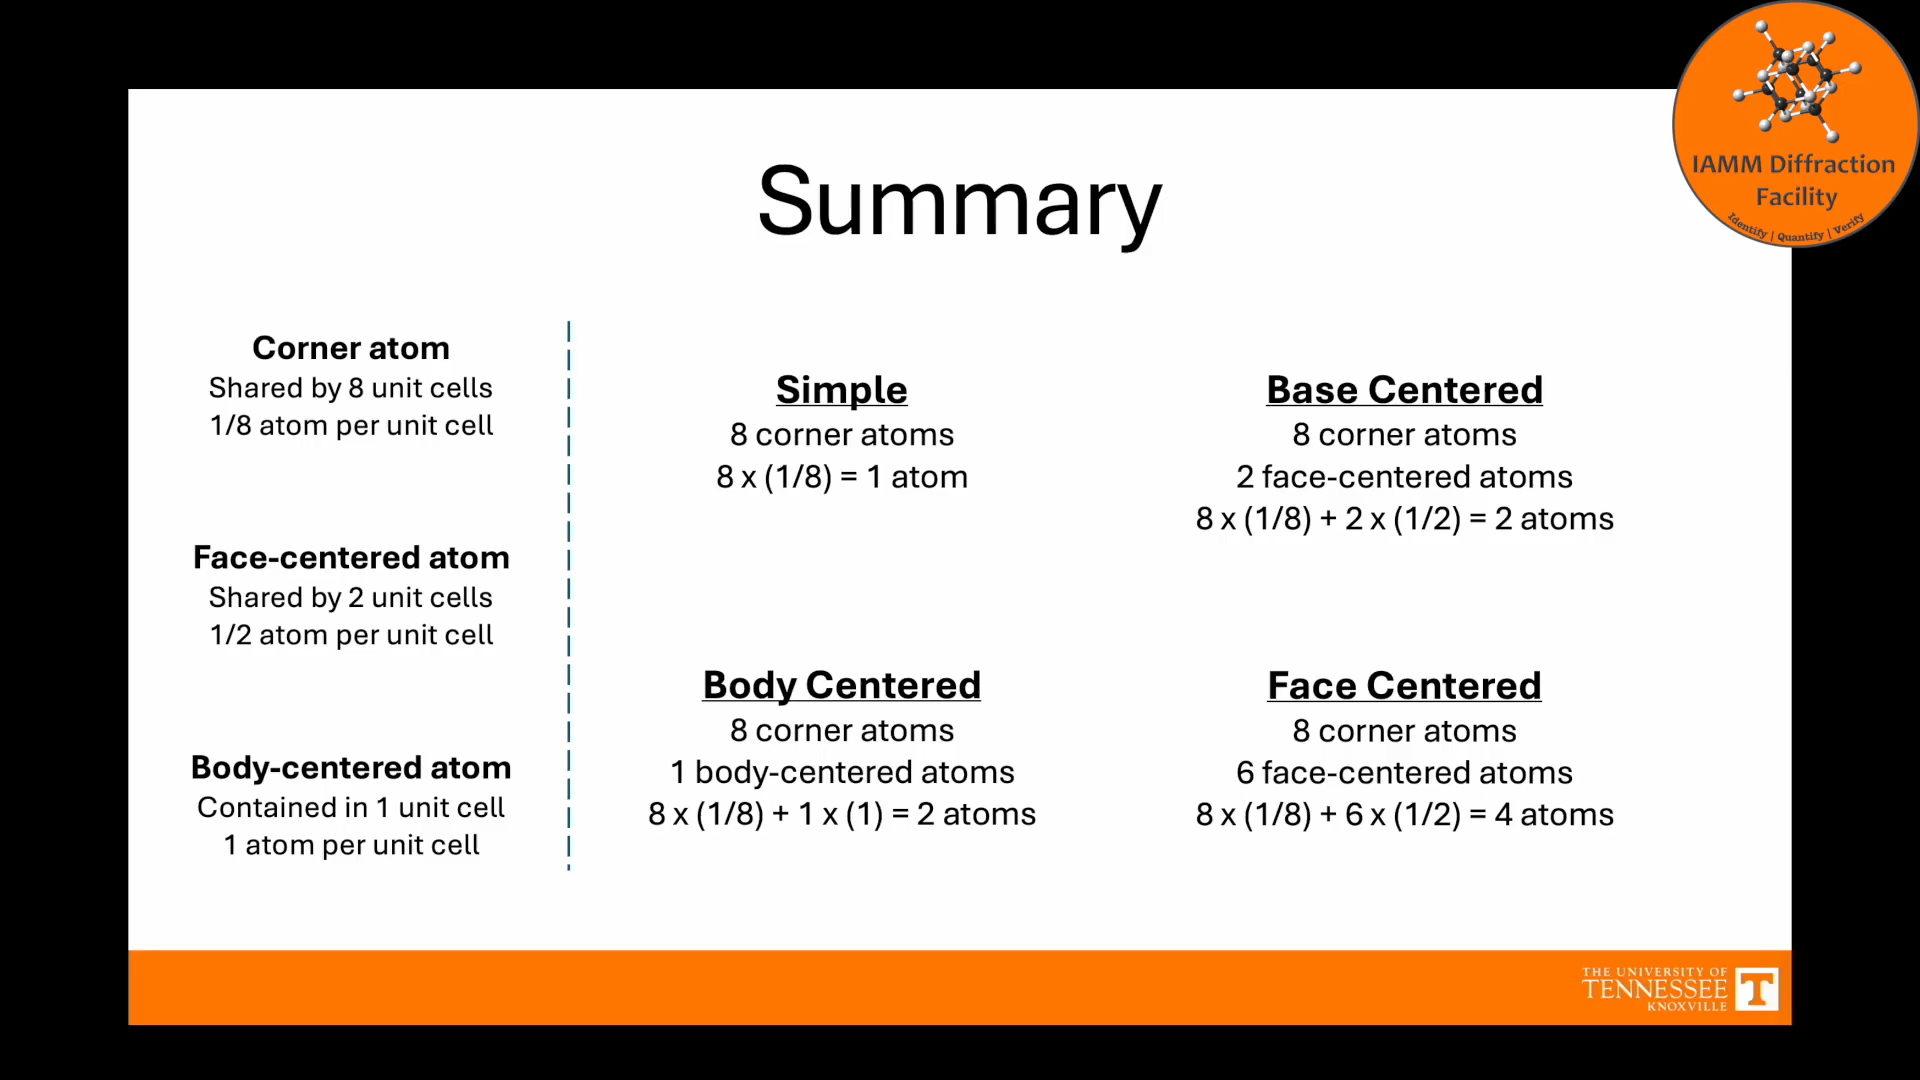 IAMM Diffraction
Facility
Identify | Quantify | Verify
Summary
Corner atom
Shared by 8 unit cells
1/8 atom per unit cell
Face-centered atom
Shared by 2 unit cells
1/2 atom per unit cell
Body-centered atom
Contained in 1 unit cell
1 atom per unit cell
Simple
8 corner atoms
8 x (1/8) = 1 atom
Base Centered
8 corner atoms
2 face-centered atoms
8 x (1/8) + 2 x (1/2) = 2 atoms
Body Centered
8 corner atoms
1 body-centered atoms
8 x (1/8) + 1 x (1) = 2 atoms
Face Centered
8 corner atoms
6 face-centered atoms
8 x (1/8) + 6 x (1/2) = 4 atoms
THE UNIVERSITY OF
TENNESSEE
KNOXVILLE
T